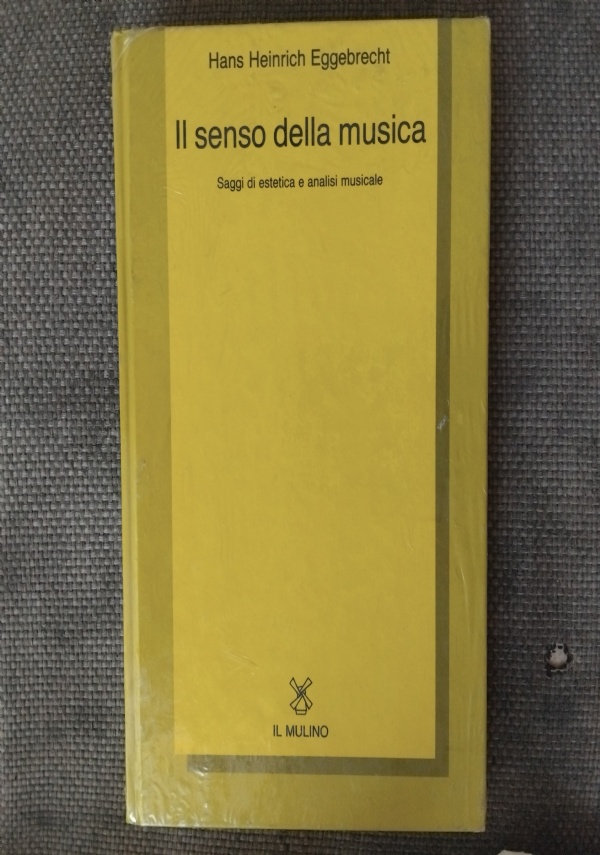 Hans Heinrich Eggebrecht
Il senso della musica
Saggi di estetica e analisi musicale
IL MULINO